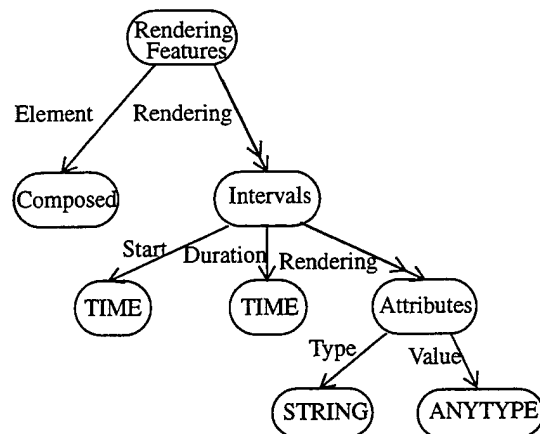 Rendering
Features
Element
Rendering
Composed
Intervals
Start
Duration
Rendering
TIME
TIME
Attributes
Type
Value
STRING
ANYTYPE